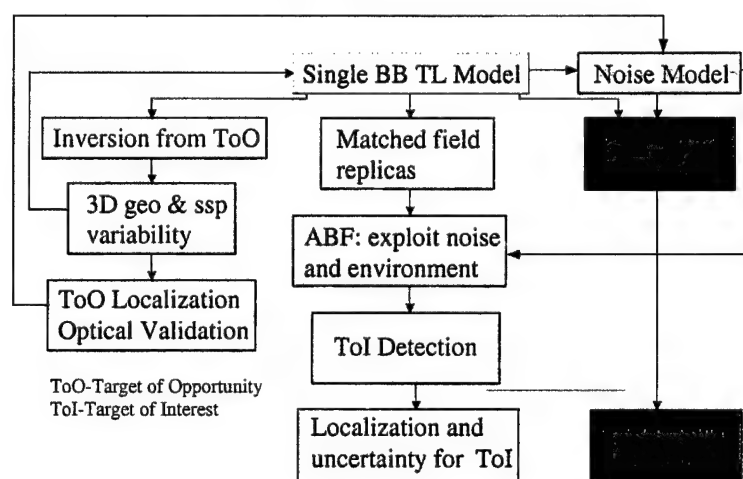 Single BB TL Model
Noise Model
Inversion from ToO
Matched field
replicas
3D geo & ssp
variability
ABF: exploit noise
and environment
ToO Localization
Optical Validation
ToI Detection
ToO-Target of Opportunity
ToI-Target of Interest
Localization and
uncertainty for ToI